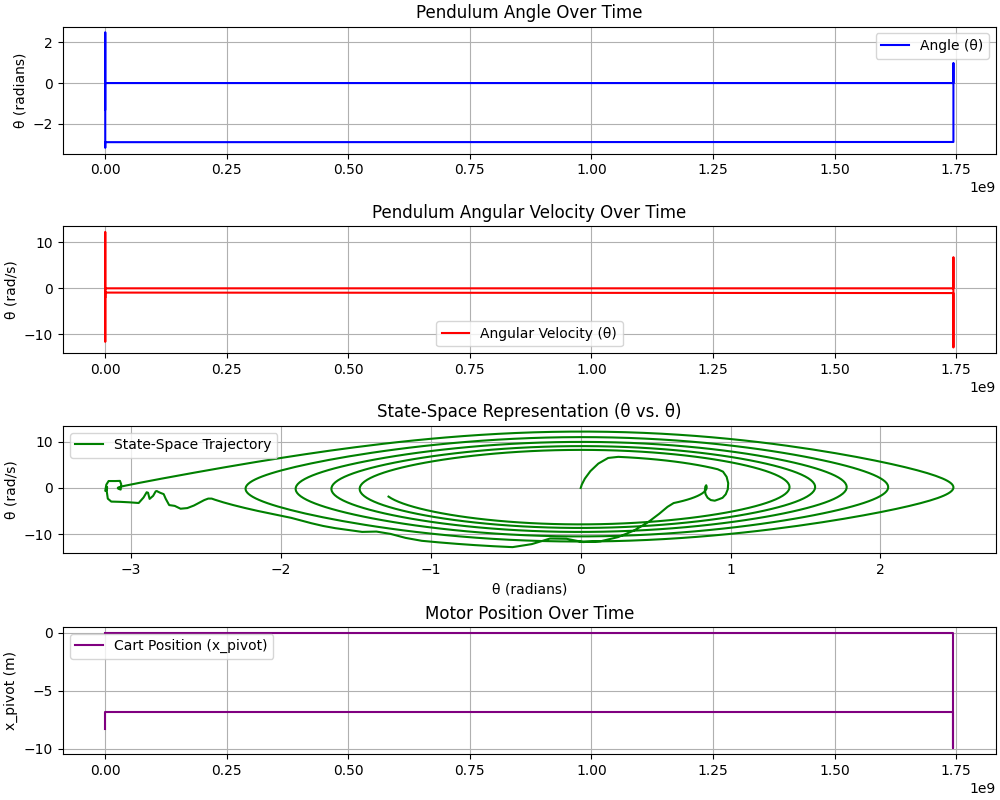 Pendulum Angle Over Time
θ (radians)
2
0
−2
Angle (θ)
0.00 0.25 0.50 0.75 1.00 1.25 1.50 1.75
1e9
Pendulum Angular Velocity Over Time
θ̇ (rad/s)
10
0
−10
Angular Velocity (θ̇)
0.00 0.25 0.50 0.75 1.00 1.25 1.50 1.75
1e9
State-Space Representation (θ vs. θ̇)
θ̇ (rad/s)
10
0
−10
State-Space Trajectory
−3 −2 −1 0 1 2
θ (radians)
Motor Position Over Time
x_pivot (m)
0
−5
−10
Cart Position (x_pivot)
0.00 0.25 0.50 0.75 1.00 1.25 1.50 1.75
1e9